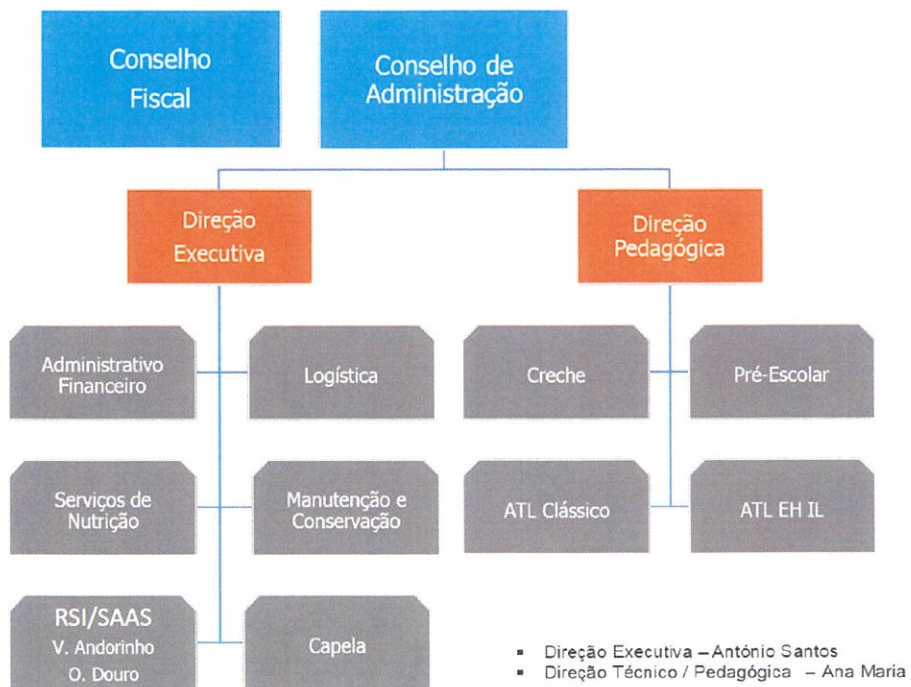 Conselho
Fiscal
Conselho de
Administração
Direção
Executiva
Direção
Pedagógica
Administrativo
Financeiro
Logística
Creche
Pré-Escolar
Serviços de
Nutrição
Manutenção e
Conservação
ATL Clássico
ATL EH IL
RSI/SAAS
V. Andorinho
O. Douro
Capela
▪ Direção Executiva – António Santos
▪ Direção Técnico / Pedagógica – Ana Maria